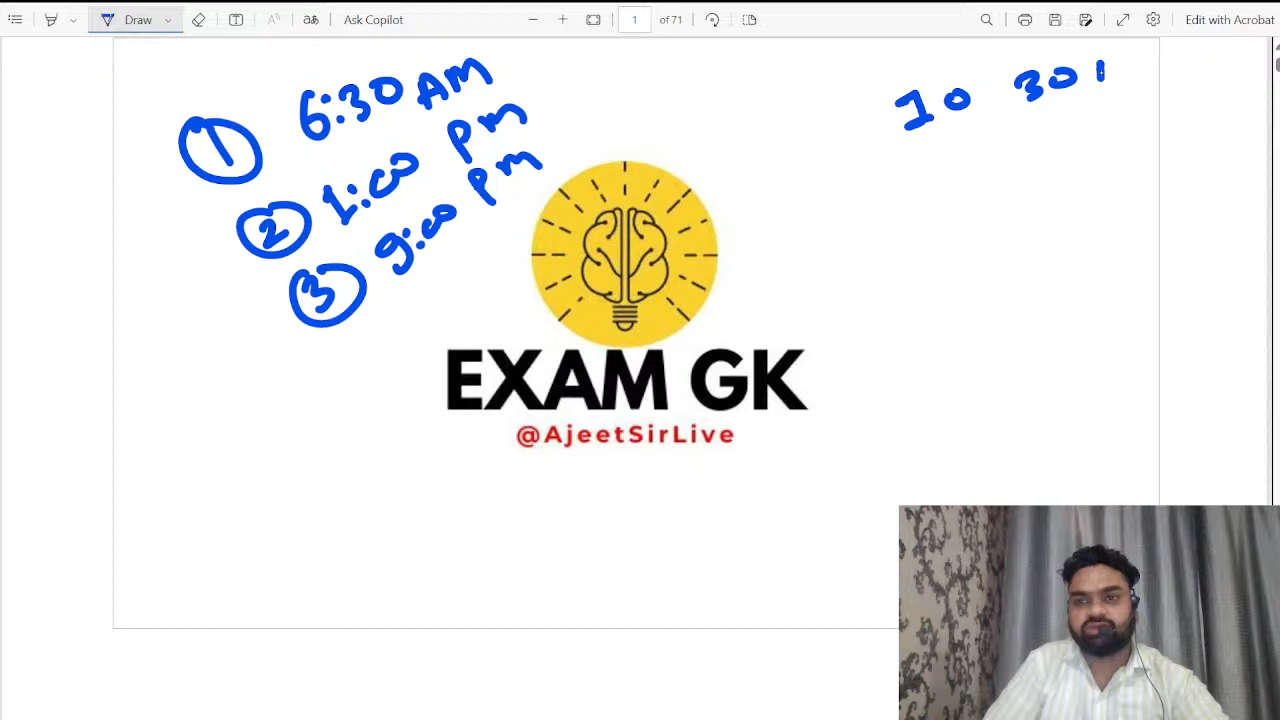 Draw
Ask Copilot
1 of 71
Edit with Acrobat
1 6:30 AM
2 1:00 pm
3 9:00 pm
10 30
EXAM GK
@AjeetSirLive